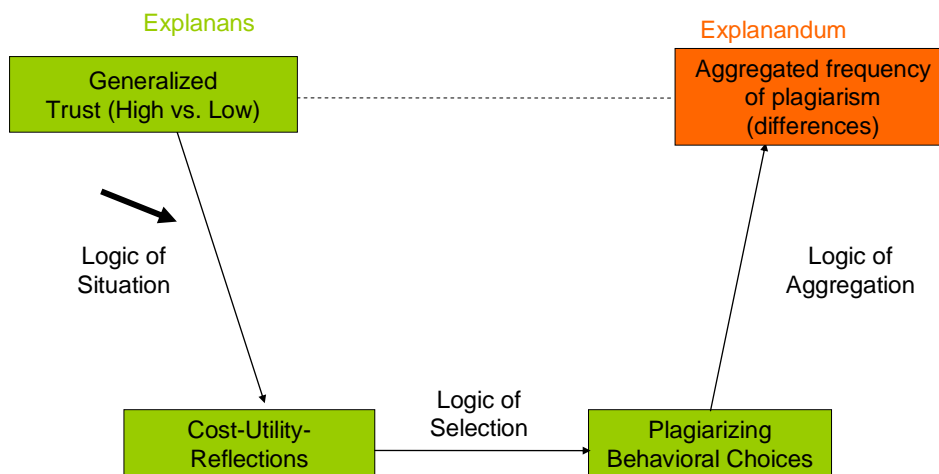 Explanans
Explanandum
Generalized
Trust (High vs. Low)
Aggregated frequency
of plagiarism
(differences)
Logic of
Situation
Logic of
Aggregation
Logic of
Selection
Cost-Utility-
Reflections
Plagiarizing
Behavioral Choices